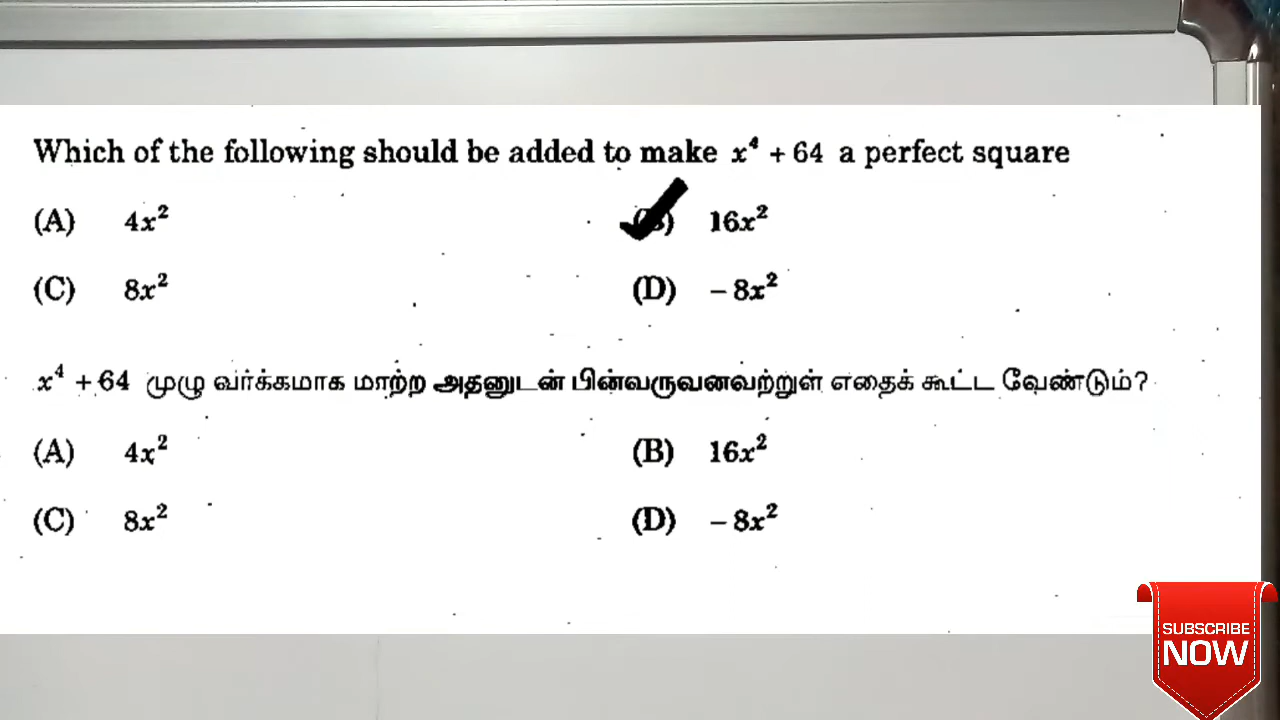 Which of the following should be added to make x⁴ + 64 a perfect square
(A) 4x² (B) 16x²
(C) 8x² (D) – 8x²
x⁴ + 64 முழு வர்க்கமாக மாற்ற அதனுடன் பின்வருவனவற்றுள் எதைக் கூட்ட வேண்டும்?
(A) 4x² (B) 16x²
(C) 8x² (D) – 8x²
SUBSCRIBE
NOW